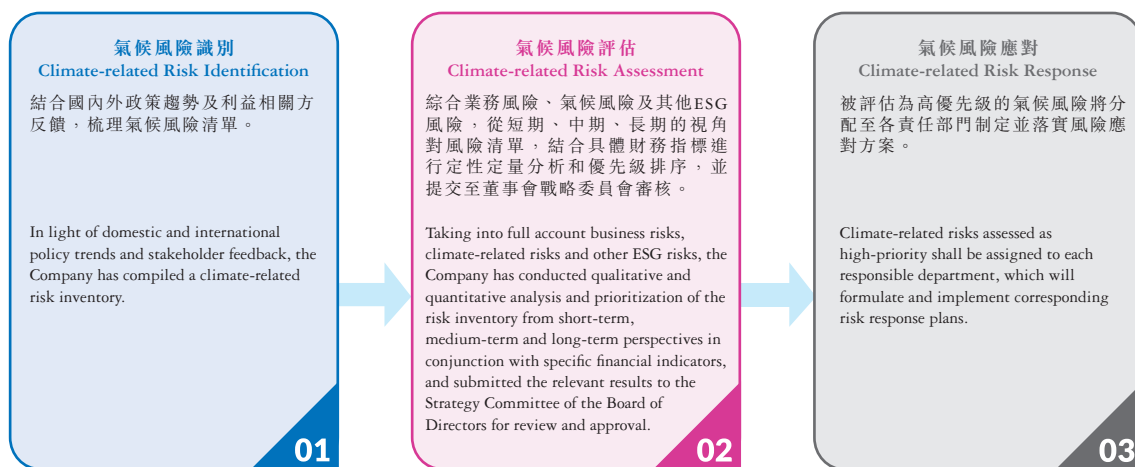 氣候風險識別
Climate-related Risk Identification
結合國內外政策趨勢及利益相關方
反饋，梳理氣候風險清單。
In light of domestic and international
policy trends and stakeholder feedback, the
Company has compiled a climate-related
risk inventory.
01
氣候風險評估
Climate-related Risk Assessment
綜合業務風險、氣候風險及其他ESG
風險，從短期、中期、長期的視角
對風險清單，結合具體財務指標進
行定性定量分析和優先級排序，並
提交至董事會戰略委員會審核。
Taking into full account business risks,
climate-related risks and other ESG risks, the
Company has conducted qualitative and
quantitative analysis and prioritization of the
risk inventory from short-term,
medium-term and long-term perspectives in
conjunction with specific financial indicators,
and submitted the relevant results to the
Strategy Committee of the Board of
Directors for review and approval.
02
氣候風險應對
Climate-related Risk Response
被評估為高優先級的氣候風險將分
配至各責任部門制定並落實風險應
對方案。
Climate-related risks assessed as
high-priority shall be assigned to each
responsible department, which will
formulate and implement corresponding
risk response plans.
03